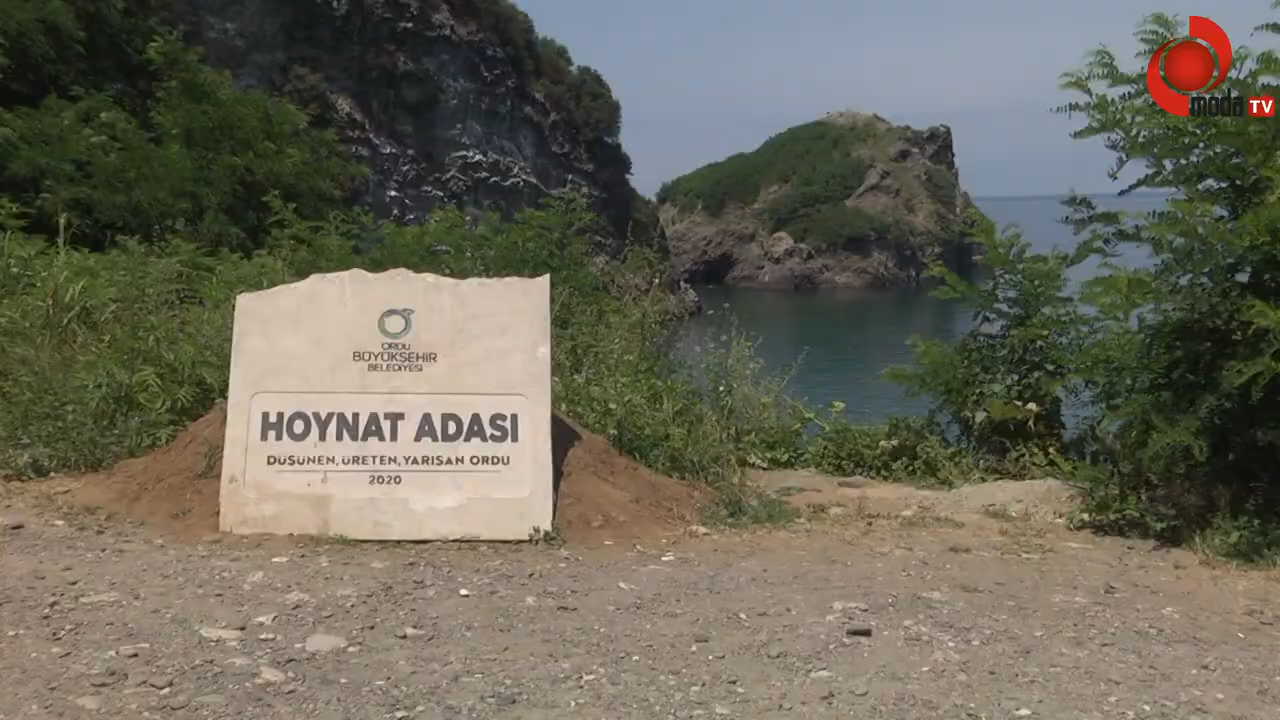 moda TV
ORDU
BÜYÜKŞEHİR
BELEDİYESİ
HOYNAT ADASI
DÜŞÜNEN, ÜRETEN, YARIŞAN ORDU
2020